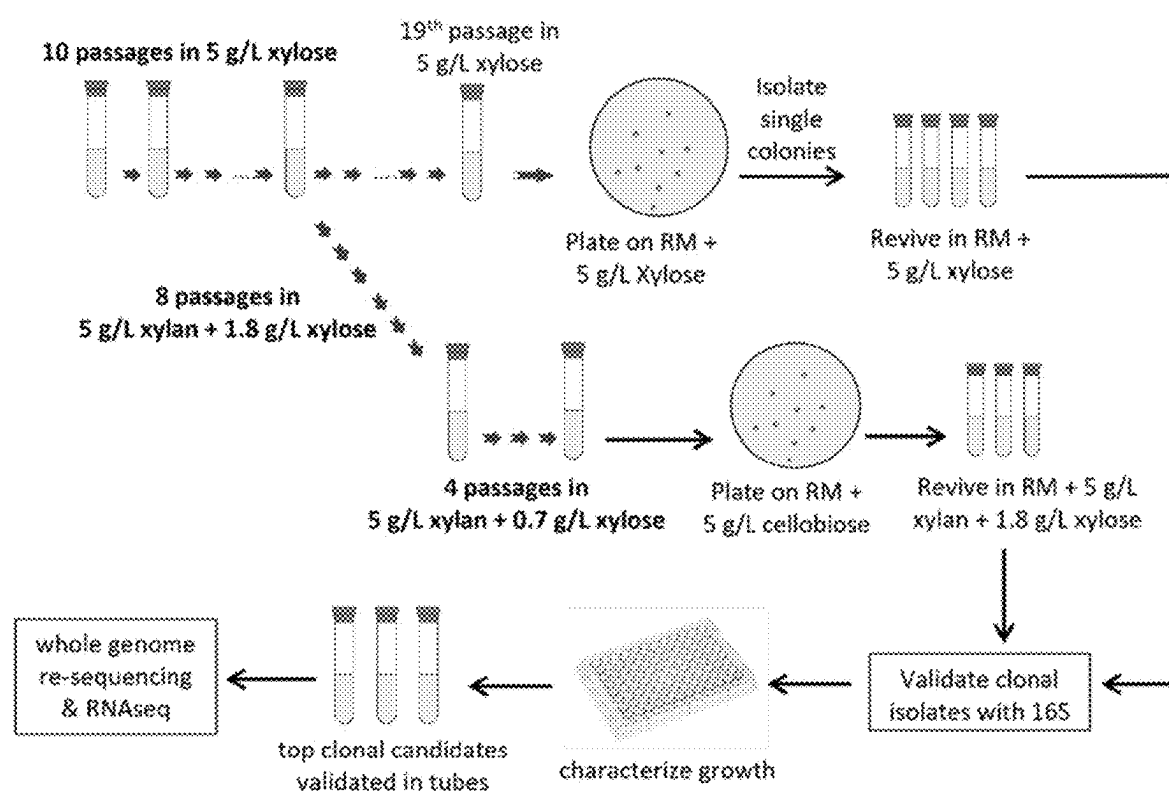 10 passages in 5 g/L xylose
19th passage in
5 g/L xylose
Isolate
single
colonies
Plate on RM +
5 g/L Xylose
Revive in RM +
5 g/L xylose
8 passages in
5 g/L xylan + 1.8 g/L xylose
4 passages in
5 g/L xylan + 0.7 g/L xylose
Plate on RM +
5 g/L cellobiose
Revive in RM + 5 g/L
xylan + 1.8 g/L xylose
whole genome
re-sequencing
& RNAseq
top clonal candidates
validated in tubes
characterize growth
Validate clonal
isolates with 16S